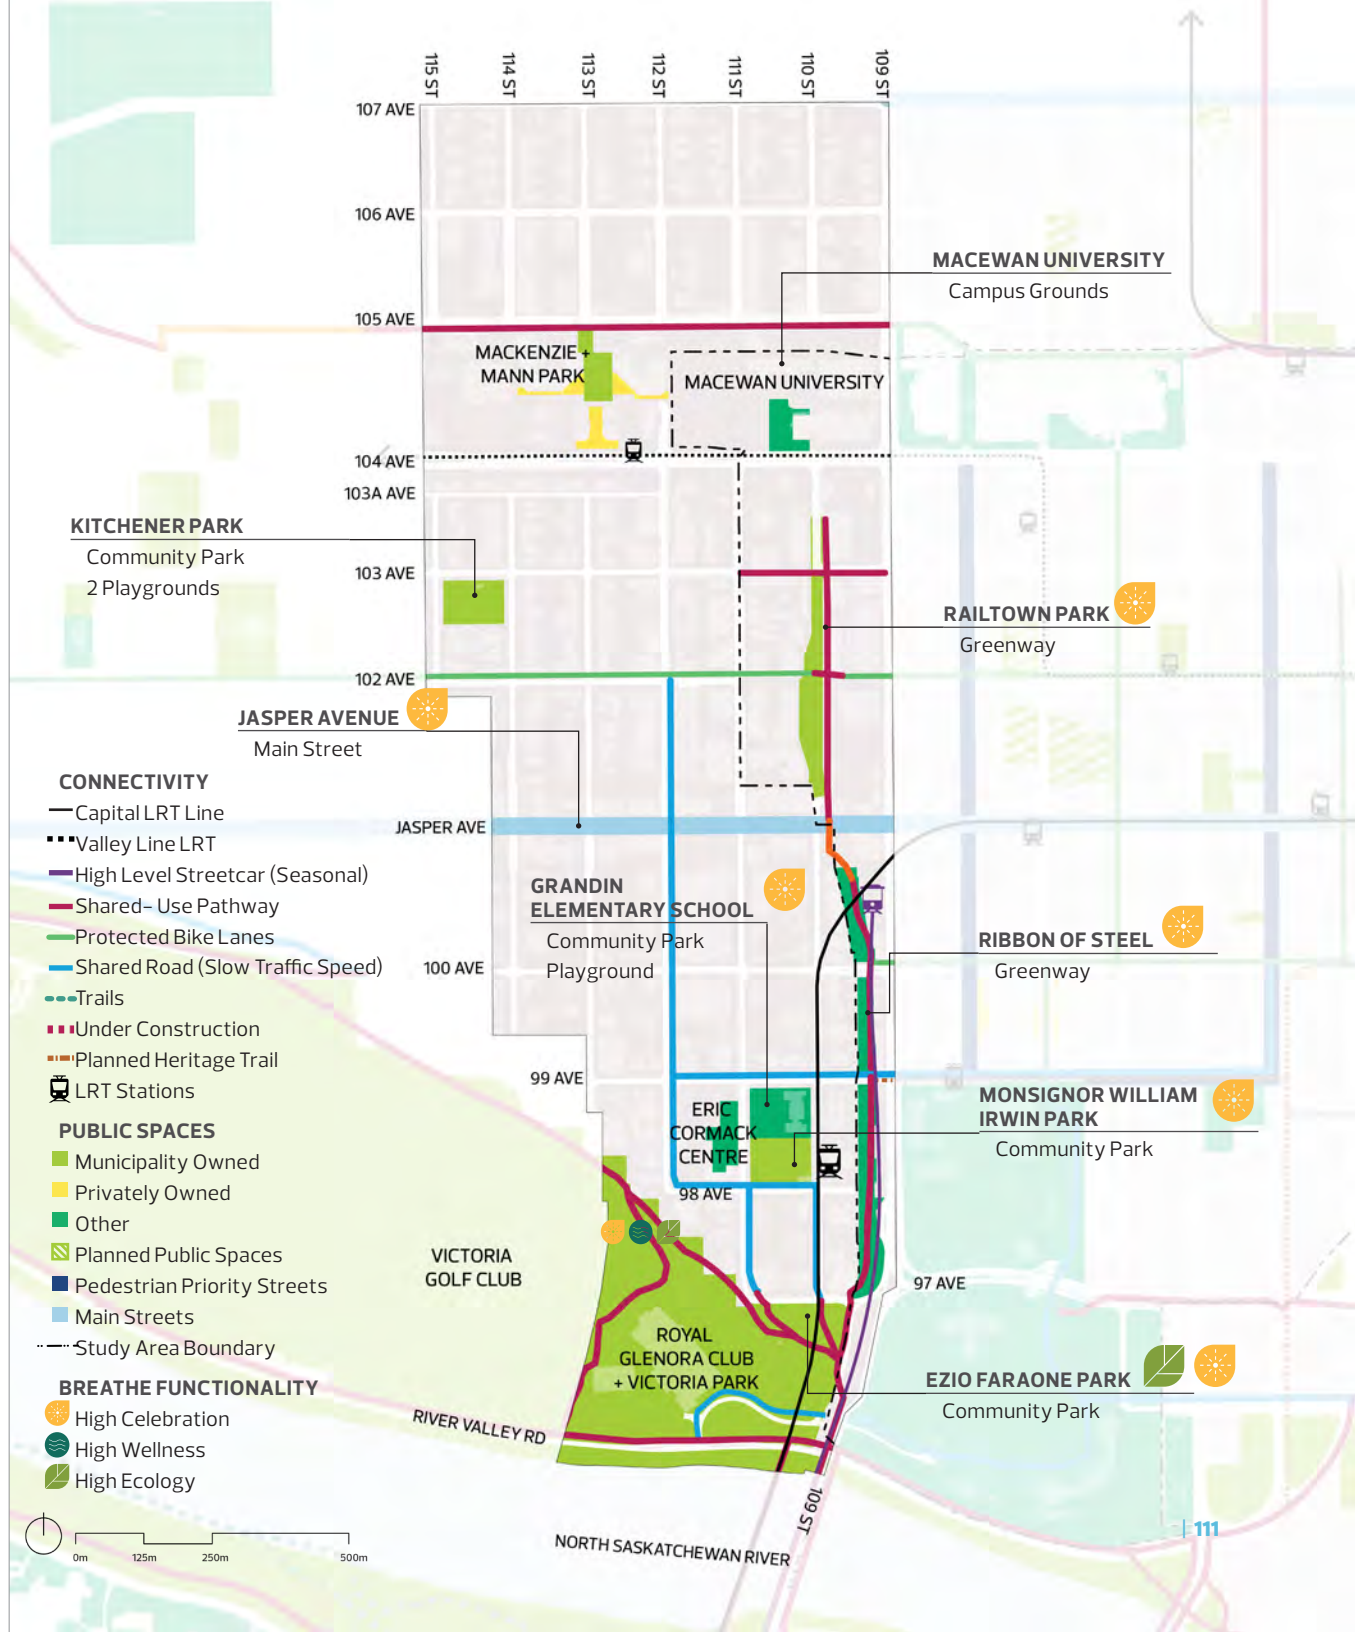 115 ST
114 ST
113 ST
112 ST
111 ST
110 ST
109 ST
107 AVE
106 AVE
MACEWAN UNIVERSITY
Campus Grounds
105 AVE
MACKENZIE +
MANN PARK
MACEWAN UNIVERSITY
104 AVE
103A AVE
KITCHENER PARK
Community Park
2 Playgrounds
103 AVE
RAILTOWN PARK
Greenway
102 AVE
JASPER AVENUE
Main Street
CONNECTIVITY
Capital LRT Line
Valley Line LRT
High Level Streetcar (Seasonal)
Shared- Use Pathway
Protected Bike Lanes
Shared Road (Slow Traffic Speed)
Trails
Under Construction
Planned Heritage Trail
LRT Stations
PUBLIC SPACES
Municipality Owned
Privately Owned
Other
Planned Public Spaces
Pedestrian Priority Streets
Main Streets
Study Area Boundary
BREATHE FUNCTIONALITY
High Celebration
High Wellness
High Ecology
0m
125m
250m
500m
JASPER AVE
GRANDIN
ELEMENTARY SCHOOL
Community Park
Playground
RIBBON OF STEEL
Greenway
100 AVE
99 AVE
ERIC
CORMACK
CENTRE
MONSIGNOR WILLIAM
IRWIN PARK
Community Park
98 AVE
VICTORIA
GOLF CLUB
97 AVE
ROYAL
GLENORA CLUB
+ VICTORIA PARK
EZIO FARAONE PARK
Community Park
RIVER VALLEY RD
109 ST
NORTH SASKATCHEWAN RIVER
| 111